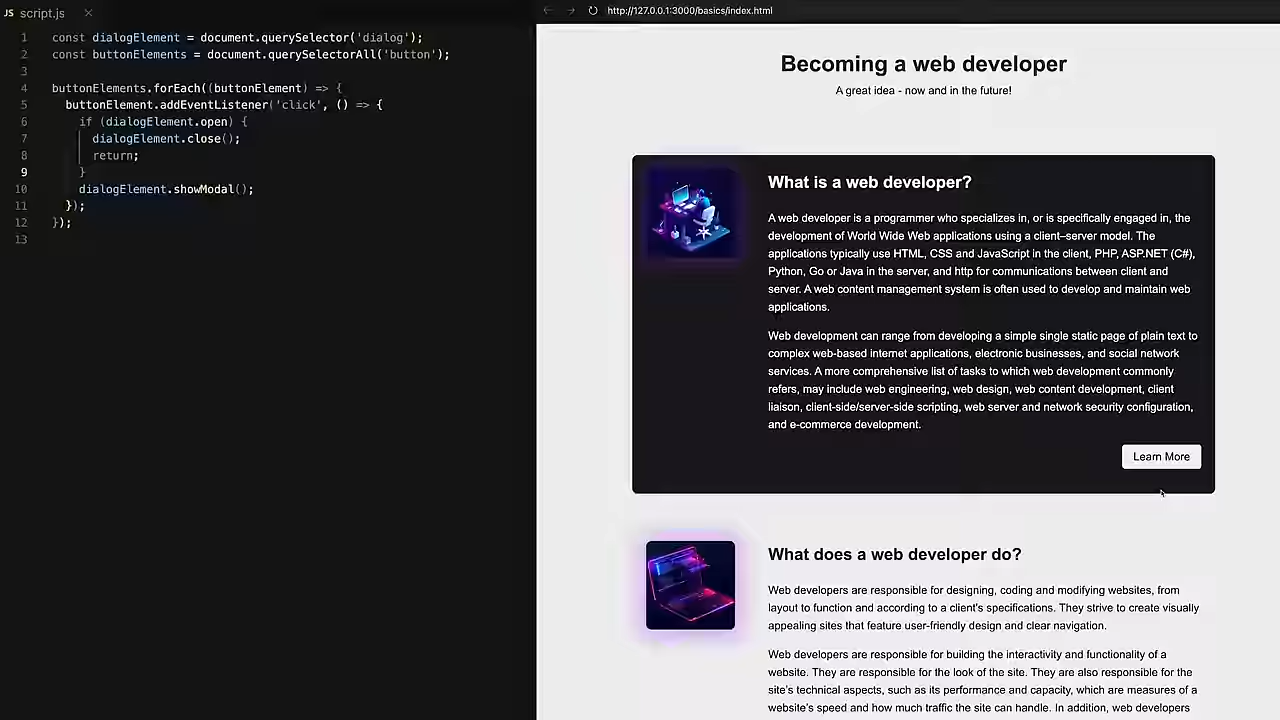 JS script.js
http://127.0.0.1:3000/basics/index.html
1 const dialogElement = document.querySelector('dialog');
2 const buttonElements = document.querySelectorAll('button');
3
4 buttonElements.forEach((buttonElement) => {
5 buttonElement.addEventListener('click', () => {
6 if (dialogElement.open) {
7 dialogElement.close();
8 return;
9 }
10 dialogElement.showModal();
11 });
12 });
13
Becoming a web developer
A great idea - now and in the future!
What is a web developer?
A web developer is a programmer who specializes in, or is specifically engaged in, the
development of World Wide Web applications using a client–server model. The
applications typically use HTML, CSS and JavaScript in the client, PHP, ASP.NET (C#),
Python, Go or Java in the server, and http for communications between client and
server. A web content management system is often used to develop and maintain web
applications.
Web development can range from developing a simple single static page of plain text to
complex web-based internet applications, electronic businesses, and social network
services. A more comprehensive list of tasks to which web development commonly
refers, may include web engineering, web design, web content development, client
liaison, client-side/server-side scripting, web server and network security configuration,
and e-commerce development.
Learn More
What does a web developer do?
Web developers are responsible for designing, coding and modifying websites, from
layout to function and according to a client's specifications. They strive to create visually
appealing sites that feature user-friendly design and clear navigation.
Web developers are responsible for building the interactivity and functionality of a
website. They are responsible for the look of the site. They are also responsible for the
site's technical aspects, such as its performance and capacity, which are measures of a
website's speed and how much traffic the site can handle. In addition, web developers